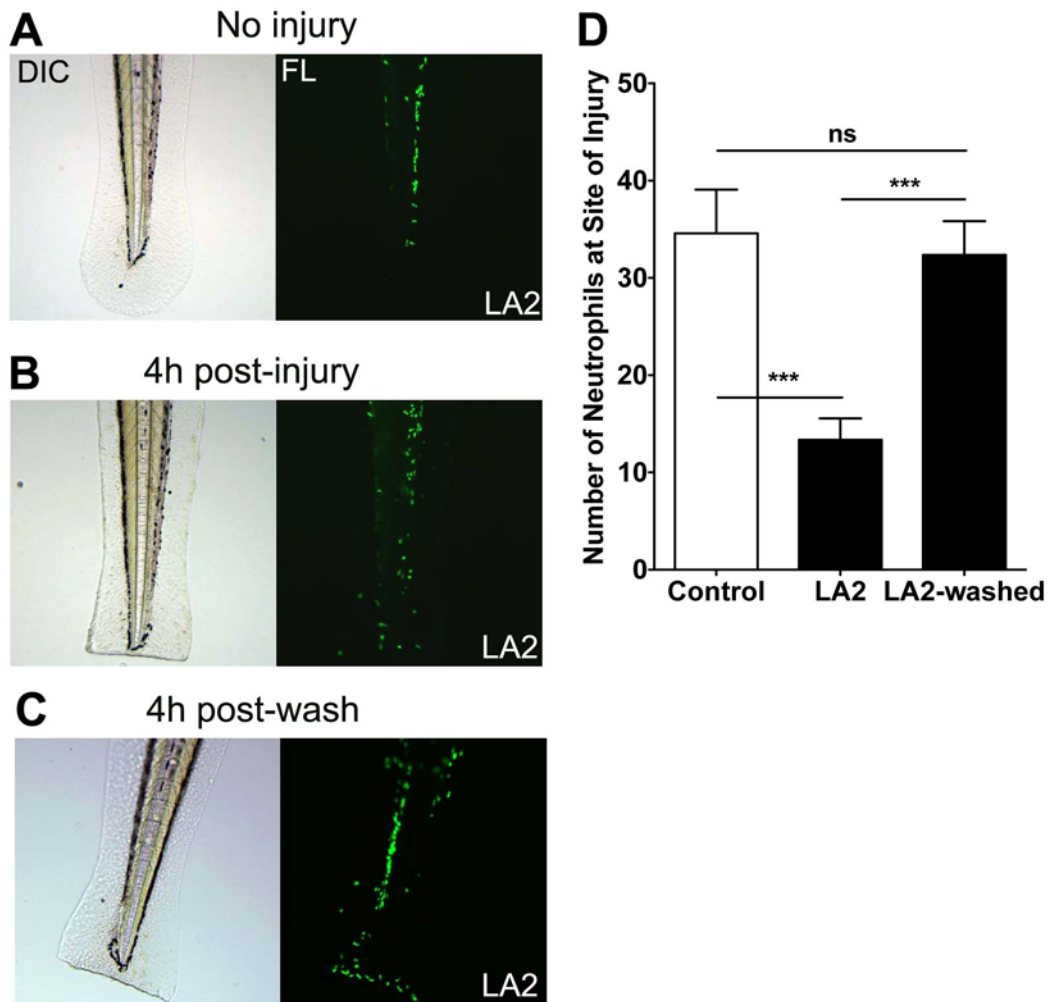 A
No injury
DIC
FL
LA2
B
4h post-injury
LA2
C
4h post-wash
LA2
D
Number of Neutrophils at Site of Injury
50
40
30
20
10
0
ns
***
***
Control
LA2
LA2-washed